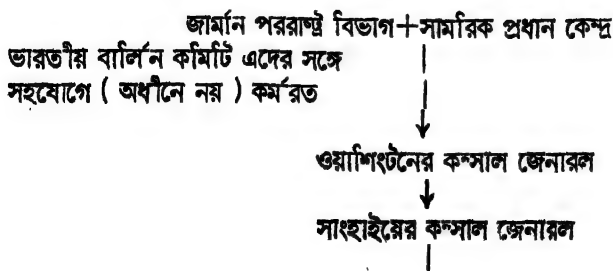 জার্মান পররাষ্ট্র বিভাগ+সামরিক প্রধান কেন্দ্র
ভারতীয় বার্লিন কমিটি এদের সঙ্গে
সহযোগে ( অধীনে নয় ) কর্মরত
ওয়াশিংটনের কন্সাল জেনারল
সাংহাইয়ের কন্সাল জেনারল